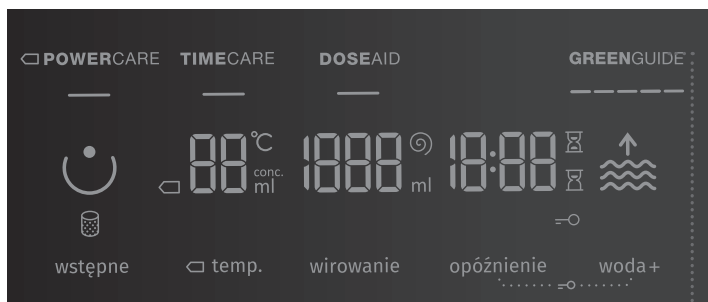 POWERCARE TIMECARE DOSEAID GREENGUIDE
88 °C 1888 18:88
conc.
ml ml
wstępne temp. wirowanie opóźnienie woda+